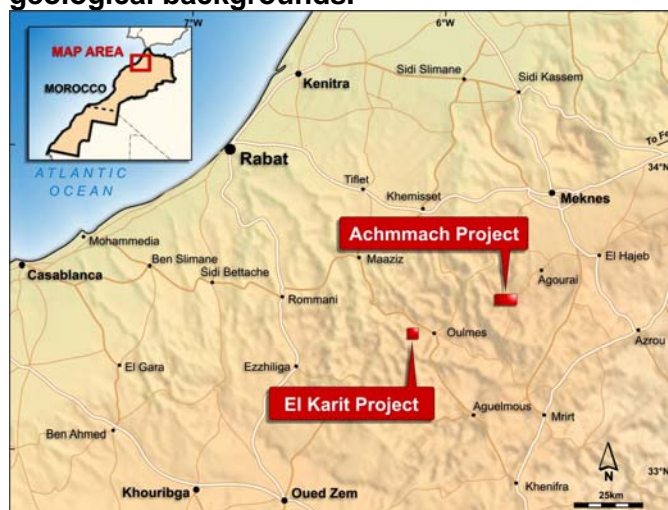 geological backgrounds.
7°W
6°W
MAP AREA
MOROCCO
ATLANTIC
OCEAN
Kenitra
Sidi Slimane
Sidi Kassem
Rabat
34°N
Tiflet
Khemisset
Meknes
Achmmach Project
Mohammedia
Casablanca
Ben Slimane
Sidi Bettache
Maaziz
El Hajeb
Agourai
Rommani
Oulmes
Azrou
El Gara
Ezzhiliga
El Karit Project
Aguelmous
Mrirt
Ben Ahmed
33°N
Khouribga
Oued Zem
Khenifra
N
25km